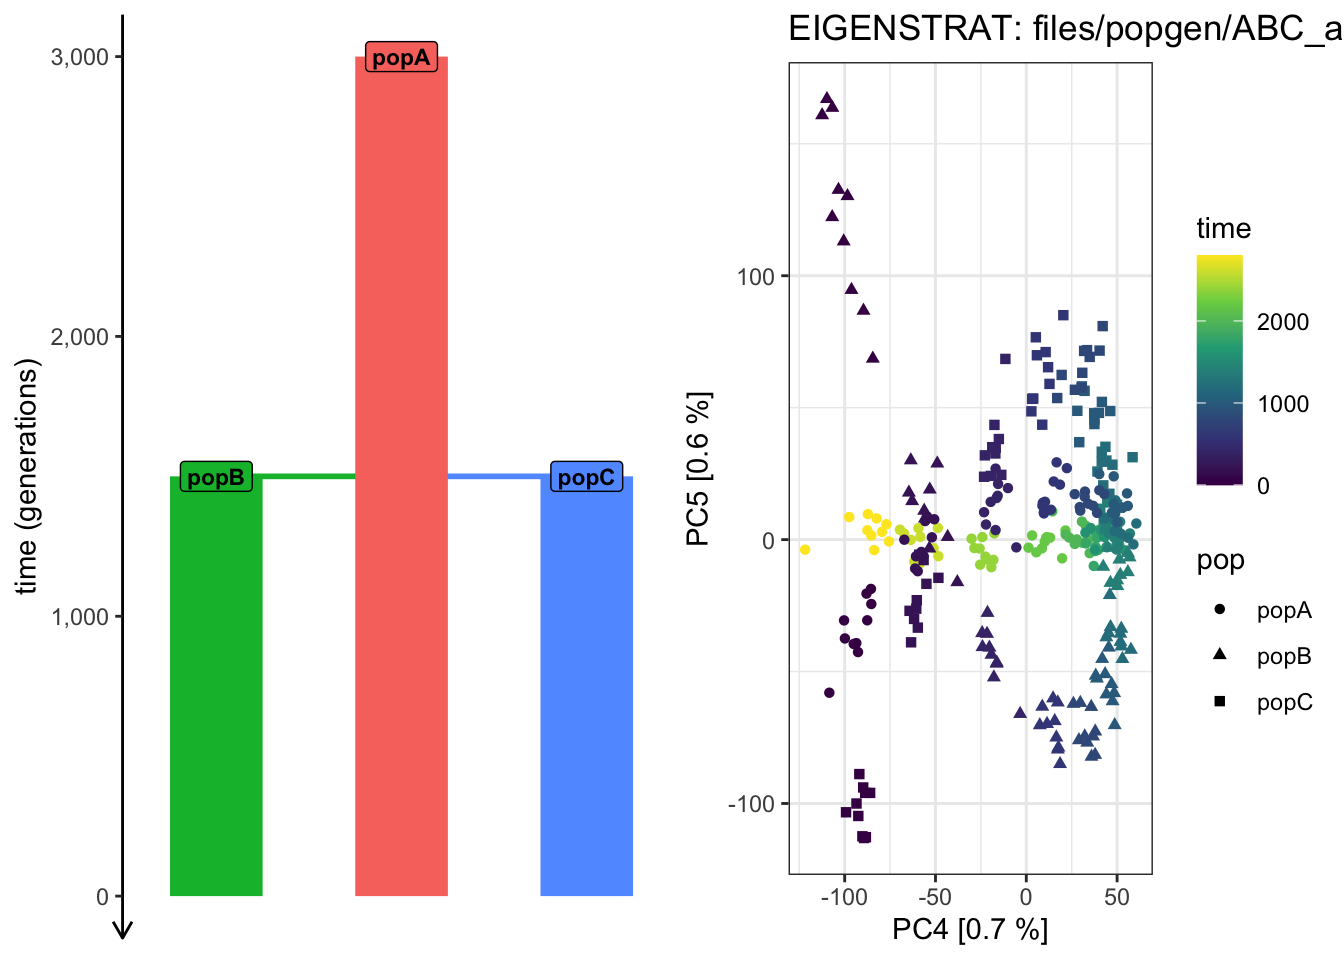 time (generations)
3,000
2,000
1,000
0
popA
popB
popC
EIGENSTRAT: files/popgen/ABC_a
PC5 [0.6 %]
100
0
-100
-100
-50
0
50
PC4 [0.7 %]
time
2000
1000
0
pop
popA
popB
popC